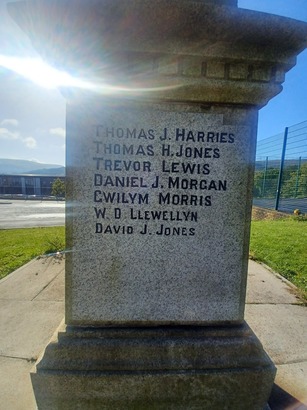 THOMAS J. HARRIES
THOMAS H. JONES
TREVOR LEWIS
DANIEL J. MORGAN
GWILYM MORRIS
W. D. LLEWELLYN
DAVID J. JONES